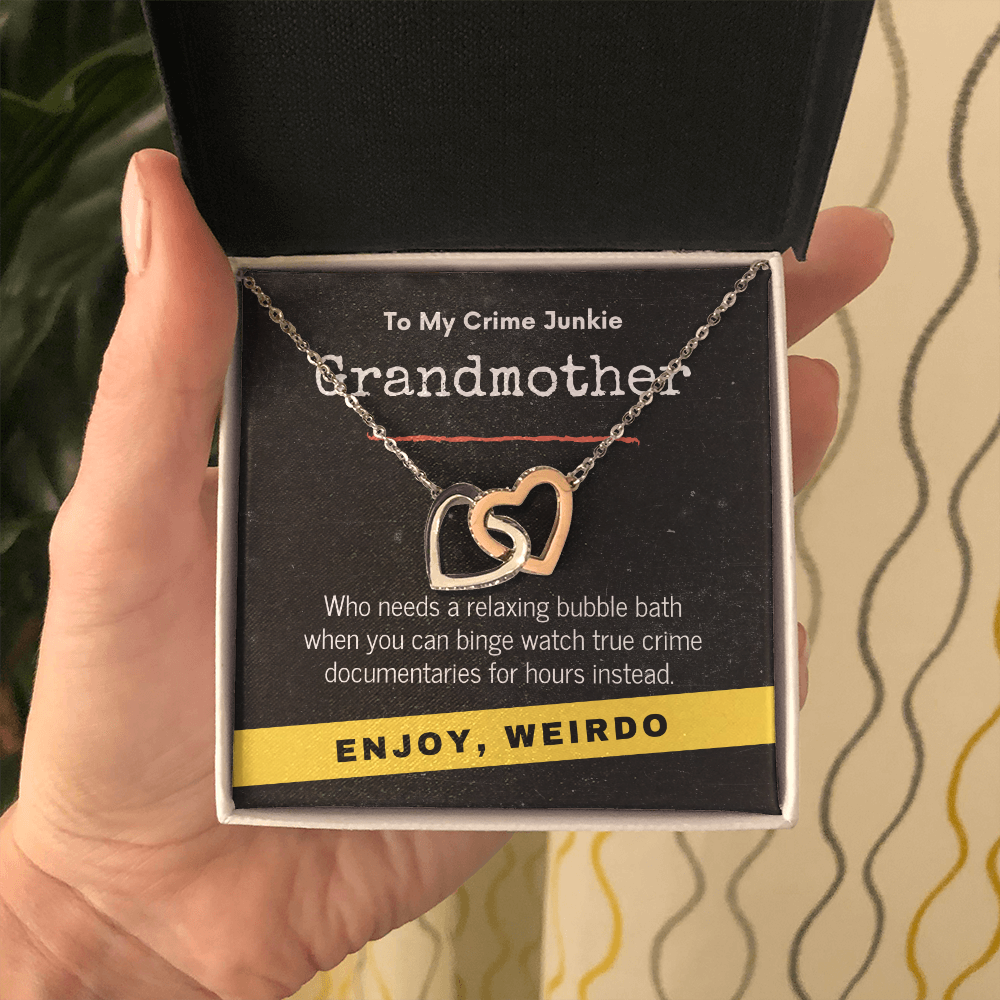 To My Crime Junkie
Grandmother
Who needs a relaxing bubble bath
when you can binge watch true crime
documentaries for hours instead.
ENJOY, WEIRDO